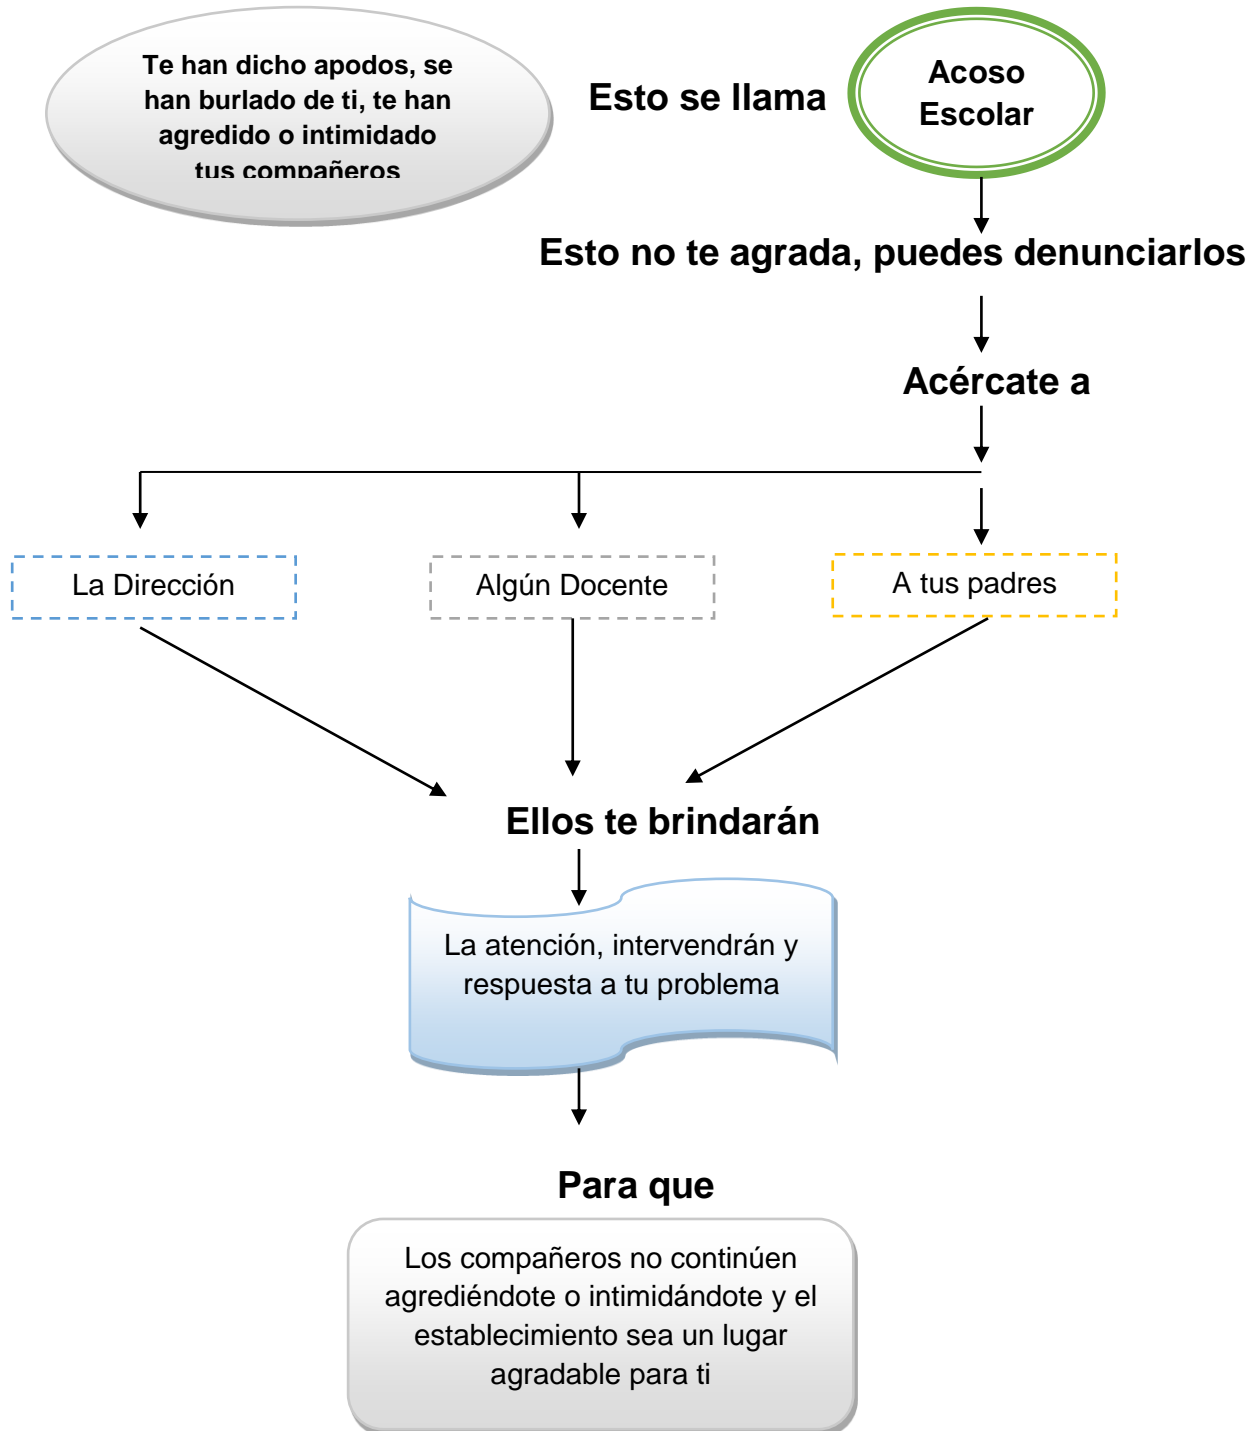 Te han dicho apodos, se
han burlado de ti, te han
agredido o intimidado
tus compañeros
Esto se llama
Acoso
Escolar
Esto no te agrada, puedes denunciarlos
Acércate a
La Dirección
Algún Docente
A tus padres
Ellos te brindarán
La atención, intervendrán y
respuesta a tu problema
Para que
Los compañeros no continúen
agrediéndote o intimidándote y el
establecimiento sea un lugar
agradable para ti